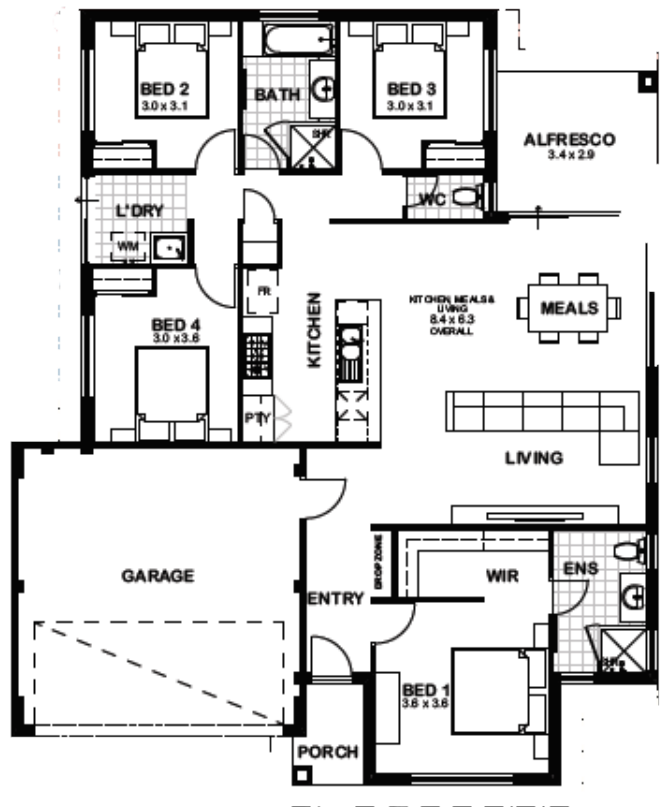 BED 2
3.0 x 3.1
BATH
SHR
BED 3
3.0 x 3.1
ALFRESCO
3.4 x 2.9
L'DRY
WM
WC
FR
KITCHEN
KITCHEN, MEALS &
LIVING
8.4 x 6.3
OVERALL
MEALS
BED 4
3.0 x 3.6
PTY
LIVING
GARAGE
ENTRY
DROPZONE
WIR
ENS
SHR
BED 1
3.6 x 3.6
PORCH